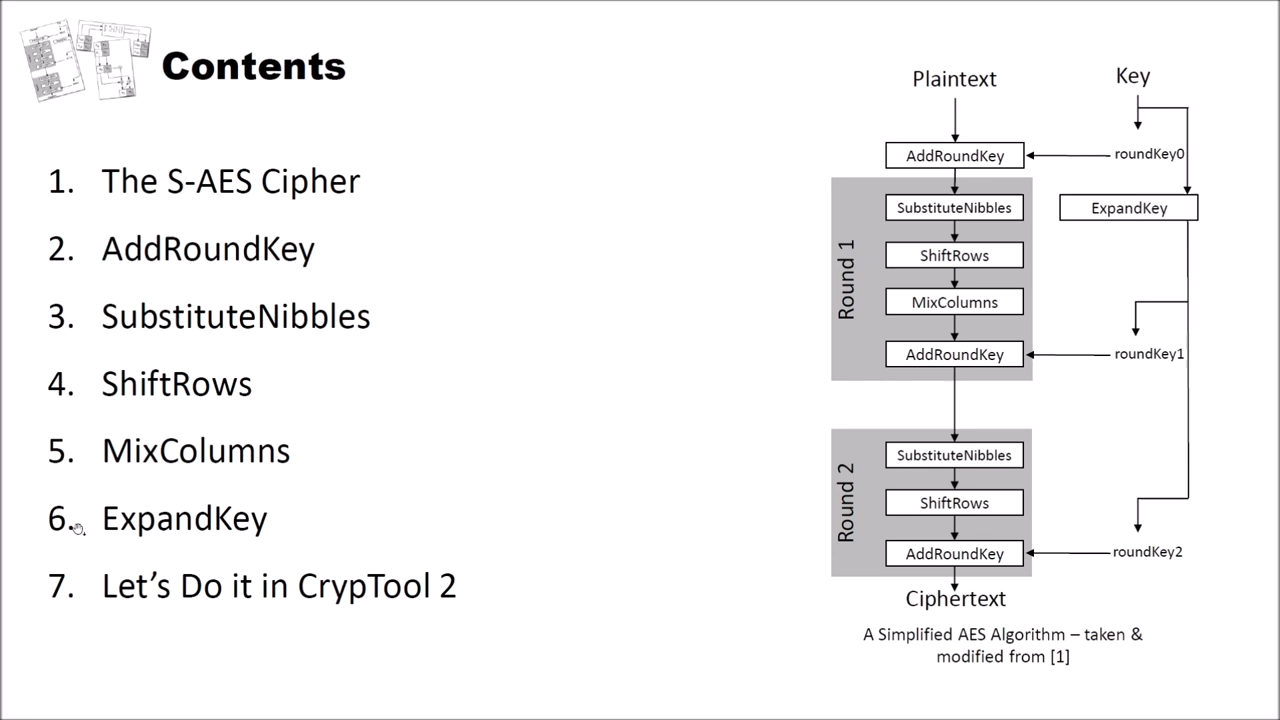 Contents
1. The S-AES Cipher
2. AddRoundKey
3. SubstituteNibbles
4. ShiftRows
5. MixColumns
6. ExpandKey
7. Let’s Do it in CrypTool 2
Plaintext
Key
AddRoundKey
roundKey0
Round 1
SubstituteNibbles
ExpandKey
ShiftRows
MixColumns
AddRoundKey
roundKey1
Round 2
SubstituteNibbles
ShiftRows
AddRoundKey
roundKey2
Ciphertext
A Simplified AES Algorithm – taken &
modified from [1]